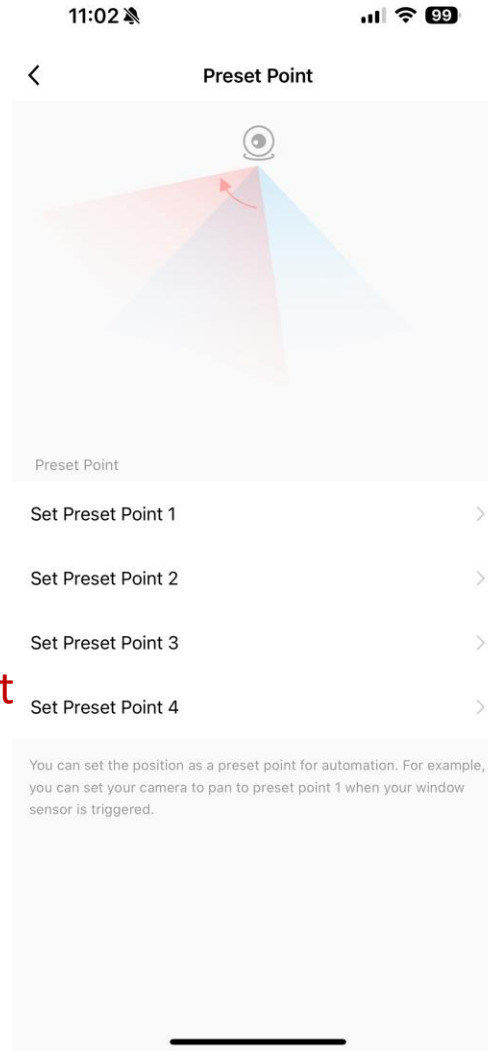 11:02
99
Preset Point
Preset Point
Set Preset Point 1
Set Preset Point 2
Set Preset Point 3
t
Set Preset Point 4
You can set the position as a preset point for automation. For example,
you can set your camera to pan to preset point 1 when your window
sensor is triggered.